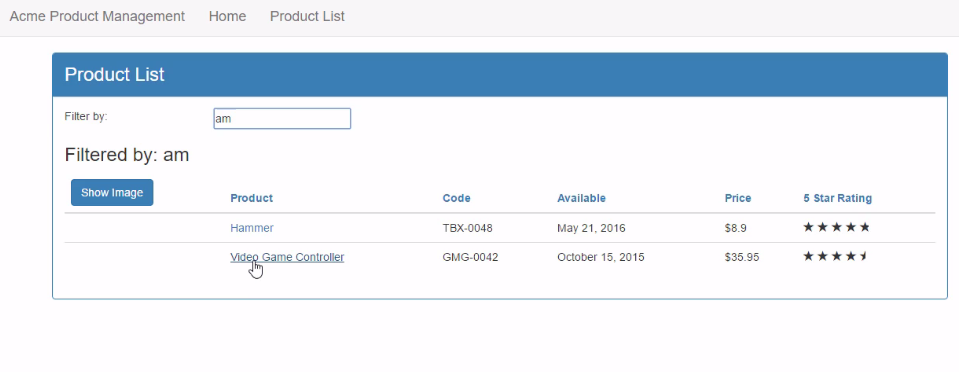 Acme Product Management Home Product List
Product List
Filter by: am
Filtered by: am
Show Image Product Code Available Price 5 Star Rating
Hammer TBX-0048 May 21, 2016 $8.9
Video Game Controller GMG-0042 October 15, 2015 $35.95